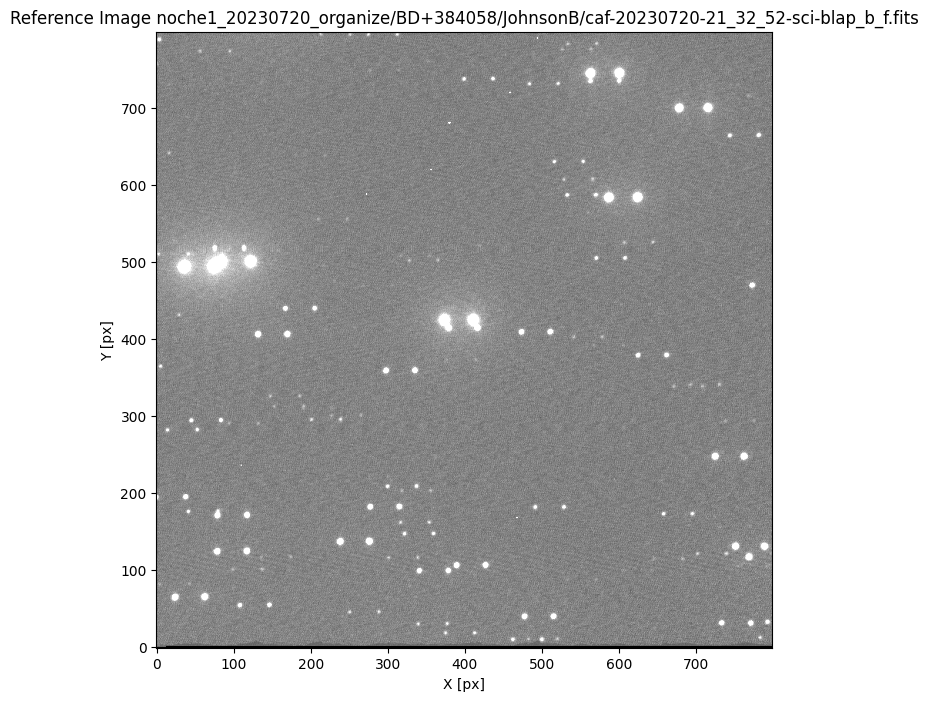 Reference Image noche1_20230720_organize/BD+384058/JohnsonB/caf-20230720-21_32_52-sci-blap_b_f.fits
700
600
500
400
300
200
100
0
Y [px]
0 100 200 300 400 500 600 700
X [px]